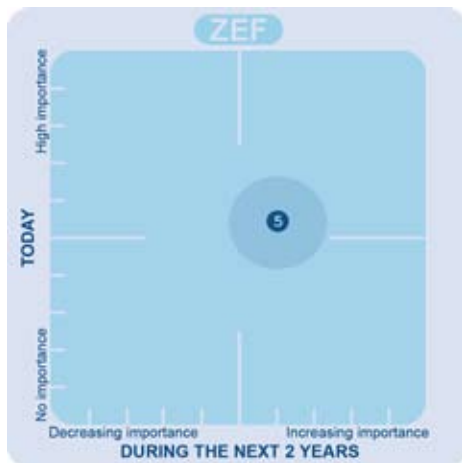 ZEF
High importance
TODAY
No importance
5
Decreasing importance
Increasing importance
DURING THE NEXT 2 YEARS